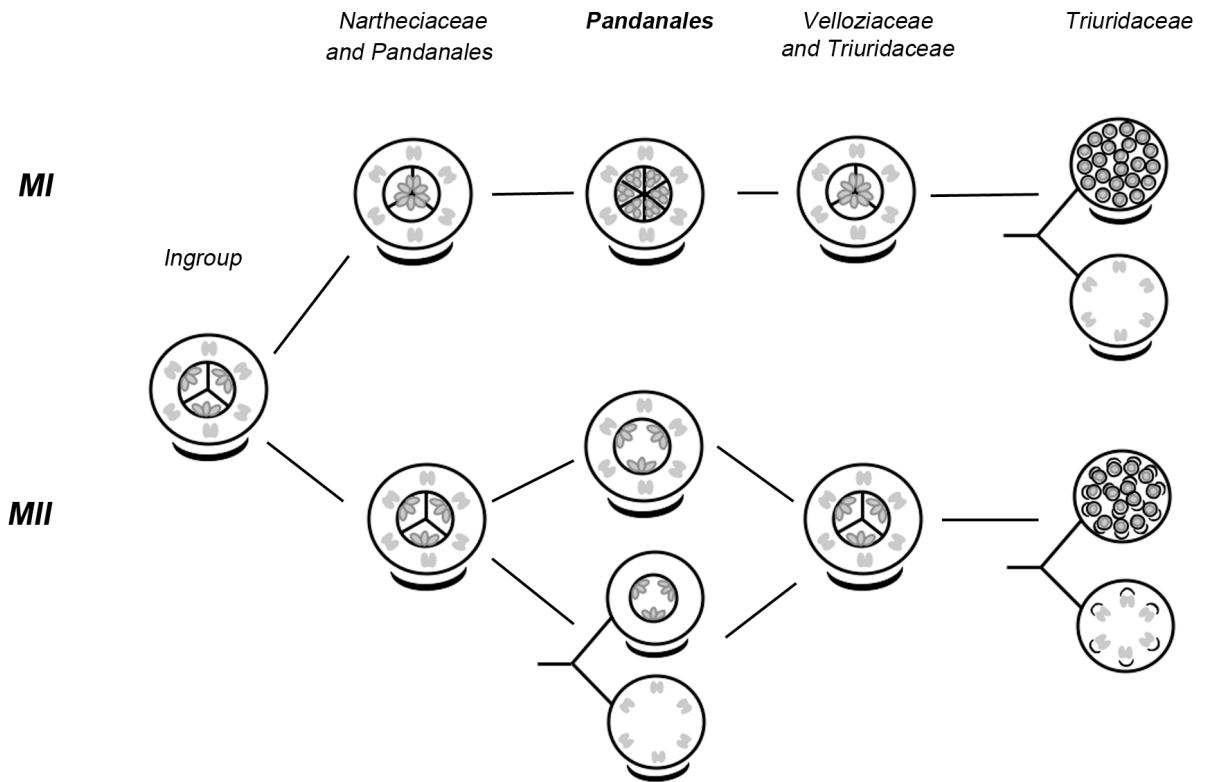 Nartheciaceae
and Pandanales
Pandanales
Velloziaceae
and Triuridaceae
Triuridaceae
MI
Ingroup
MII